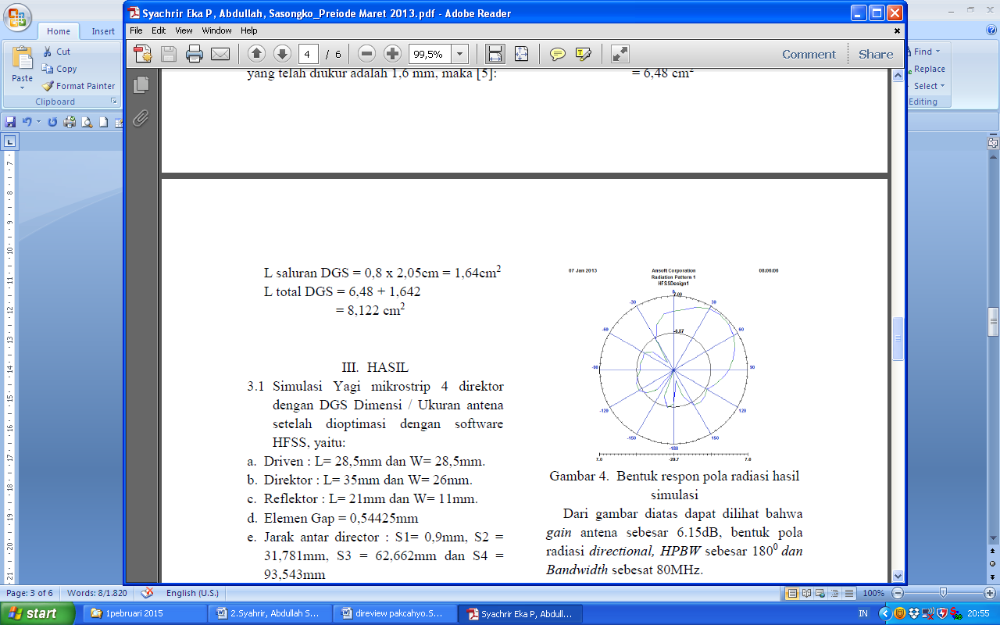 Syachrir Eka P, Abdullah, Sasongko_Preiode Maret 2013.pdf - Adobe Reader
Home Insert
File Edit View Window Help
Cut
Copy
Format Painter
Paste
Clipboard
4 / 6
99,5%
Comment Share
Find
Replace
Select
Editing
yang telah diukur adalah 1,6 mm, maka [5]:
= 6,48 cm2
L saluran DGS = 0,8 x 2,05cm = 1,64cm2
L total DGS = 6,48 + 1,642
= 8,122 cm2
III. HASIL
3.1 Simulasi Yagi mikrostrip 4 direktor
dengan DGS Dimensi / Ukuran antena
setelah dioptimasi dengan software
HFSS, yaitu:
a. Driven : L= 28,5mm dan W= 28,5mm.
b. Direktor : L= 35mm dan W= 26mm.
c. Reflektor : L= 21mm dan W= 11mm.
d. Elemen Gap = 0,54425mm
e. Jarak antar director : S1= 0,9mm, S2 =
31,781mm, S3 = 62,662mm dan S4 =
93,543mm
07 Jan 2013 Ansoft Corporation 08:06:06
Radiation Pattern 1
HFSSDesign1
0
7.00
-30 30
-6.87
-60 60
-90 90
-120 120
-150 150
-180
7.0 -20.7 7.0
Gambar 4. Bentuk respon pola radiasi hasil
simulasi
Dari gambar diatas dapat dilihat bahwa
gain antena sebesar 6.15dB, bentuk pola
radiasi directional, HPBW sebesar 1800 dan
Bandwidth sebesat 80MHz.
Page: 3 of 6 Words: 8/1.820 English (U.S.) 100%
start 1pebruari 2015 2.Syahrir, Abdullah S... direview pakcahyo.S... Syachrir Eka P, Abdull... IN 20:55